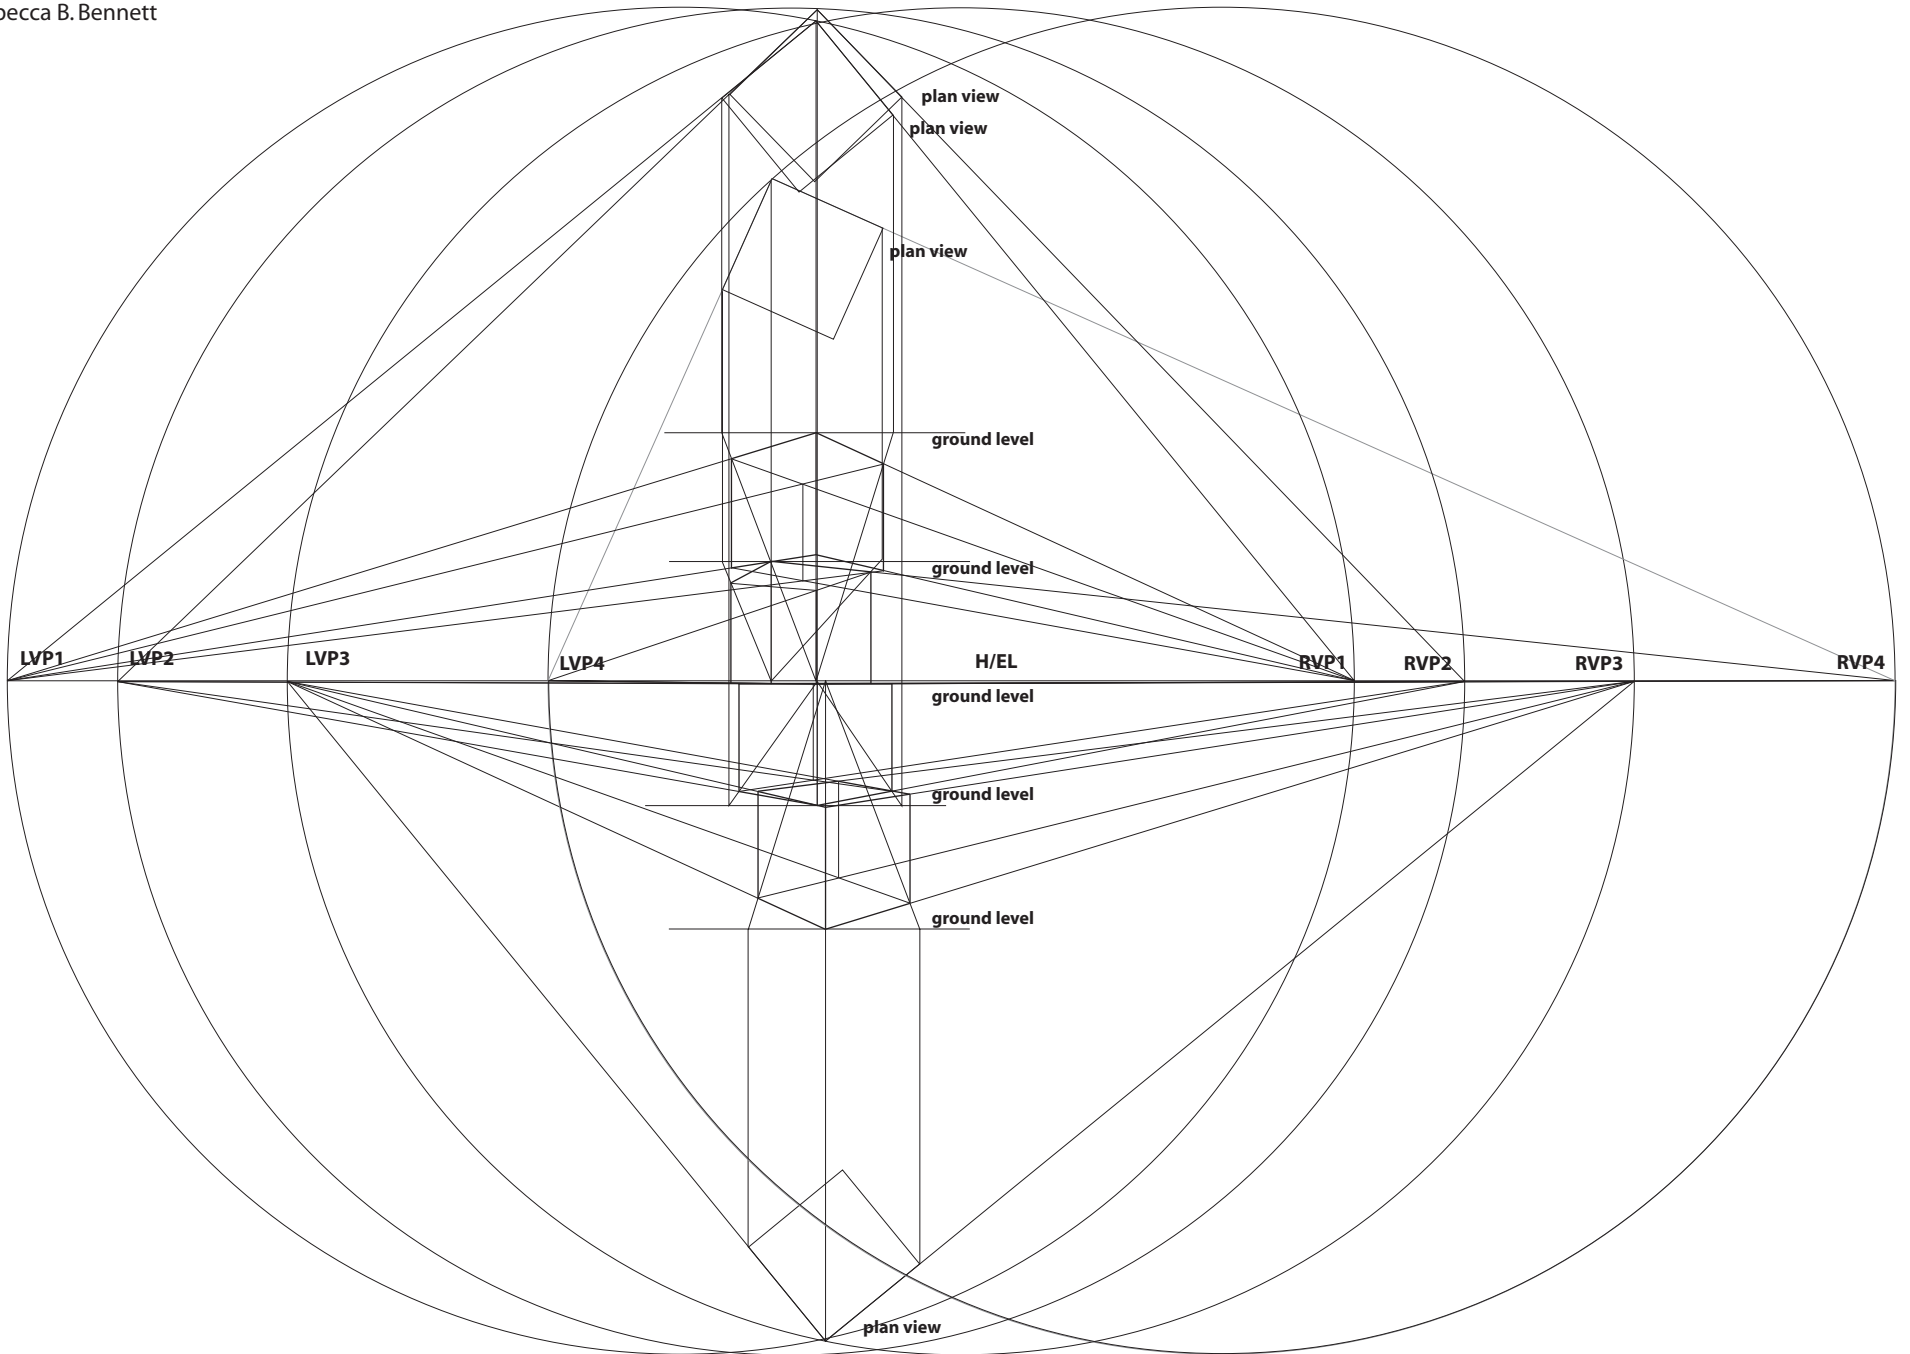 becca B. Bennett
plan view
plan view
plan view
ground level
ground level
LVP1
LVP2
LVP3
LVP4
H/EL
RVP1
RVP2
RVP3
RVP4
ground level
ground level
ground level
plan view